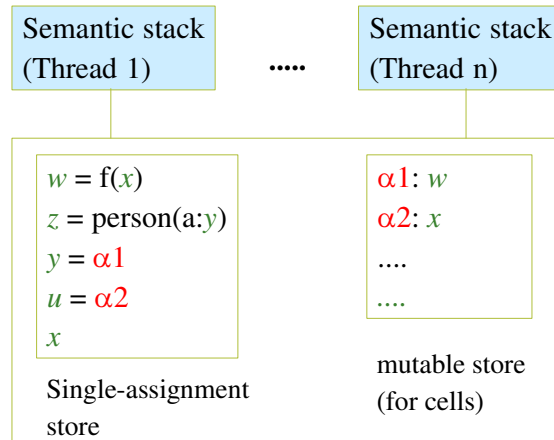 Semantic stack
(Thread 1)
.....
Semantic stack
(Thread n)
w = f(x)
z = person(a:y)
y = α1
u = α2
x
Single-assignment
store
α1: w
α2: x
....
....
mutable store
(for cells)